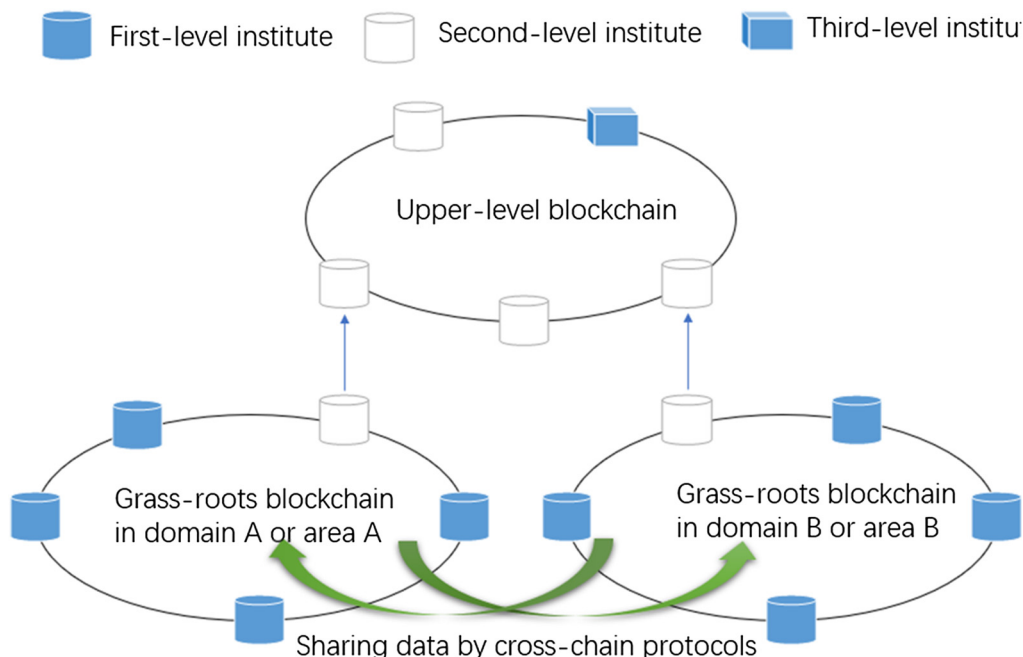 First-level institute
Second-level institute
Third-level institut
Upper-level blockchain
Grass-roots blockchain
in domain A or area A
Grass-roots blockchain
in domain B or area B
Sharing data by cross-chain protocols